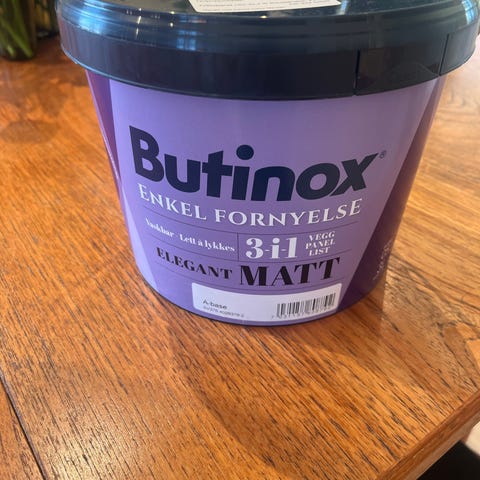 Butinox®
ENKEL FORNYELSE
Vaskbar · Lett å lykkes
3-i-1
VEGG
PANEL
LIST
ELEGANT MATT
A-base